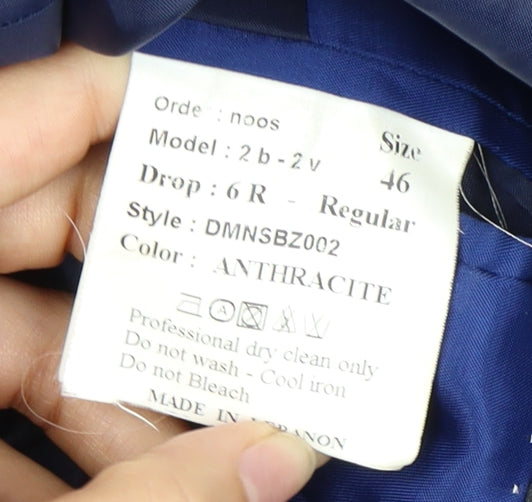 Orde : noos
Size
Model : 2 b - 2 v
46
Drop : 6 R - Regular
Style : DMNSBZ002
Color : ANTHRACITE
Professional dry clean only
Do not wash - Cool iron
Do not Bleach
MADE IN LEBANON